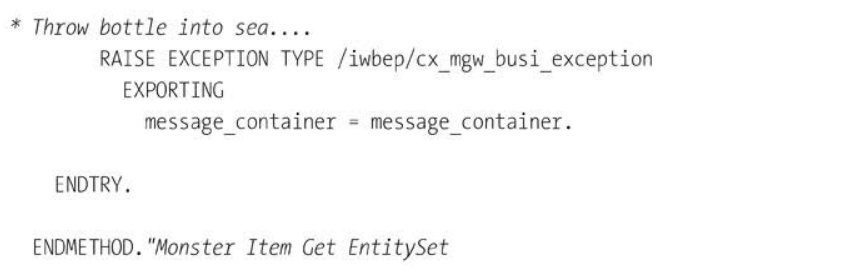 * Throw bottle into sea....
RAISE EXCEPTION TYPE /iwbep/cx_mgw_busi_exception
EXPORTING
message_container = message_container.
ENDTRY.
ENDMETHOD."Monster Item Get EntitySet